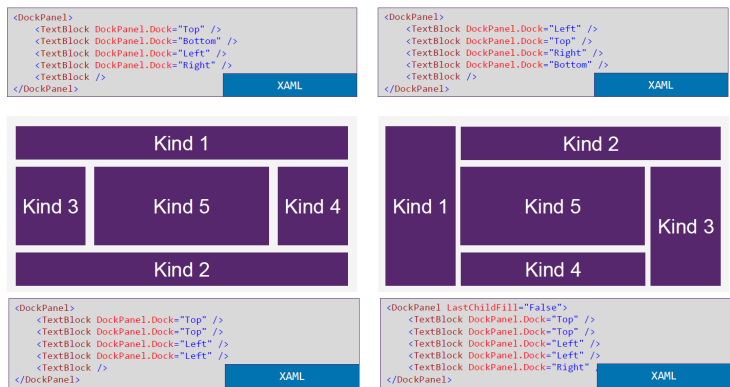 <DockPanel>
    <TextBlock DockPanel.Dock="Top" />
    <TextBlock DockPanel.Dock="Bottom" />
    <TextBlock DockPanel.Dock="Left" />
    <TextBlock DockPanel.Dock="Right" />
    <TextBlock />
</DockPanel>
XAML
<DockPanel>
    <TextBlock DockPanel.Dock="Left" />
    <TextBlock DockPanel.Dock="Top" />
    <TextBlock DockPanel.Dock="Right" />
    <TextBlock DockPanel.Dock="Bottom" />
    <TextBlock />
</DockPanel>
XAML
Kind 1
Kind 3
Kind 5
Kind 4
Kind 2
Kind 1
Kind 2
Kind 5
Kind 3
Kind 4
<DockPanel>
    <TextBlock DockPanel.Dock="Top" />
    <TextBlock DockPanel.Dock="Top" />
    <TextBlock DockPanel.Dock="Left" />
    <TextBlock DockPanel.Dock="Left" />
    <TextBlock />
</DockPanel>
XAML
<DockPanel LastChildFill="False">
    <TextBlock DockPanel.Dock="Top" />
    <TextBlock DockPanel.Dock="Top" />
    <TextBlock DockPanel.Dock="Left" />
    <TextBlock DockPanel.Dock="Left" />
    <TextBlock DockPanel.Dock="Right"
</DockPanel>
XAML